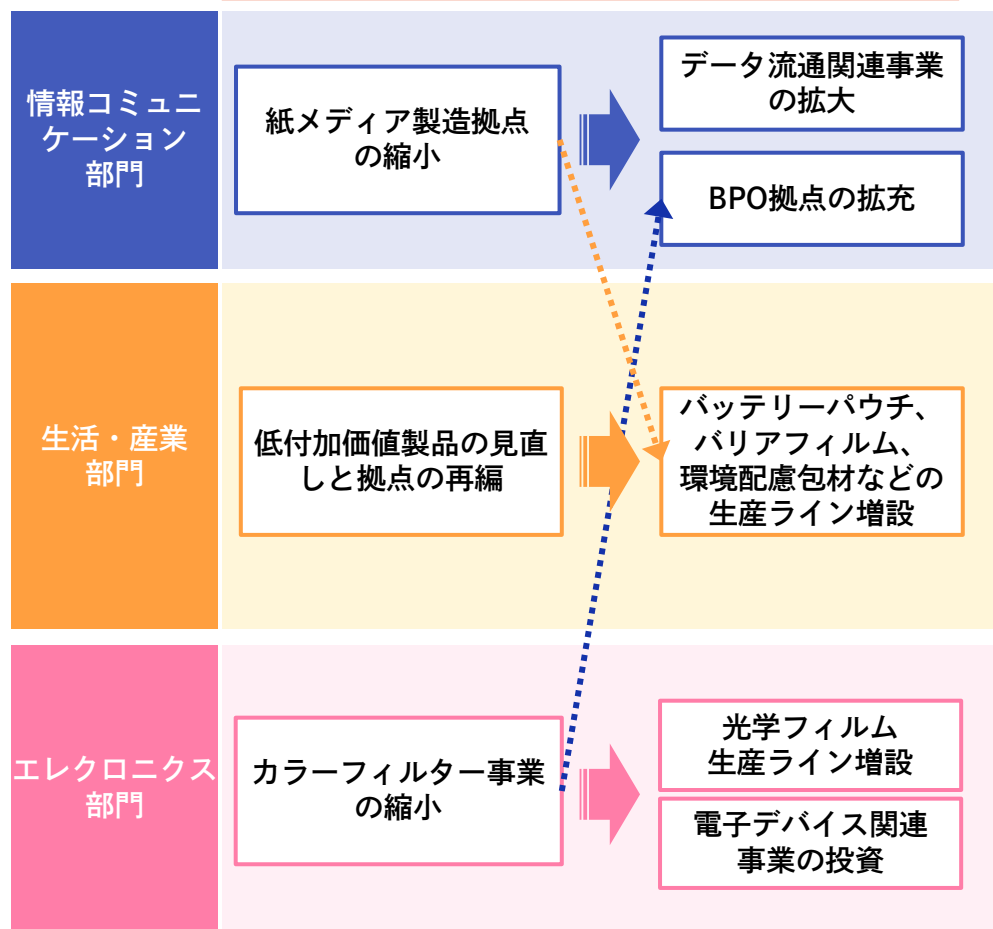 情報コミュニ
ケーション
部門
紙メディア製造拠点
の縮小
データ流通関連事業
の拡大
BPO拠点の拡充
生活・産業
部門
低付加価値製品の見直
しと拠点の再編
バッテリーパウチ、
バリアフィルム、
環境配慮包材などの
生産ライン増設
エレクロニクス
部門
カラーフィルター事業
の縮小
光学フィルム
生産ライン増設
電子デバイス関連
事業の投資